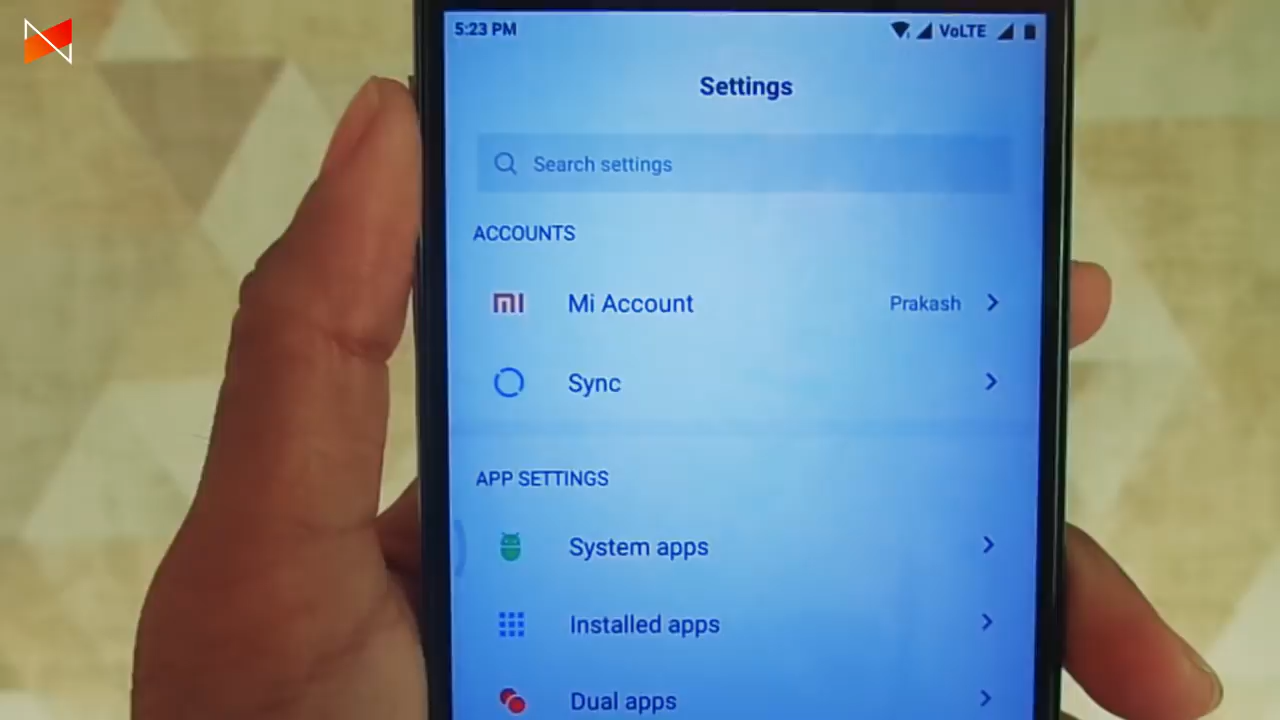 5:23 PM VoLTE
Settings
Search settings
ACCOUNTS
Mi Account Prakash
Sync
APP SETTINGS
System apps
Installed apps
Dual apps